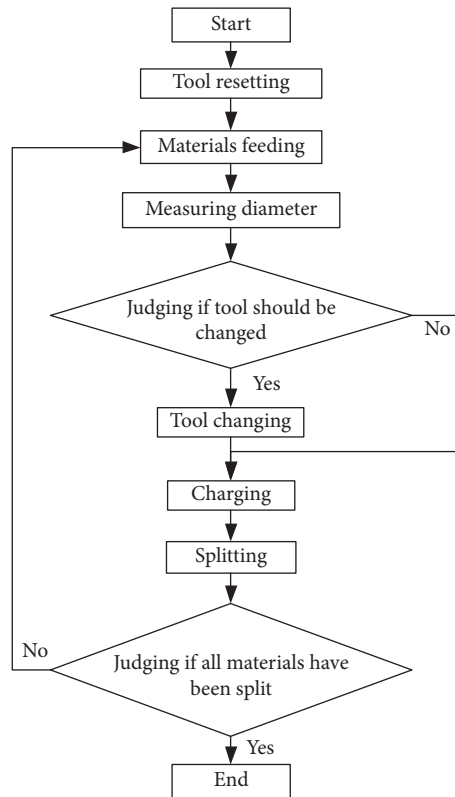 Start
Tool resetting
Materials feeding
Measuring diameter
Judging if tool should be
changed
No
Yes
Tool changing
Charging
Splitting
No
Judging if all materials have
been split
Yes
End